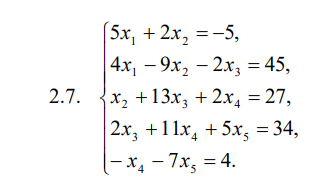 5x₁ + 2x₂ = −5,
4x₁ − 9x₂ − 2x₃ = 45,
2.7. x₂ + 13x₃ + 2x₄ = 27,
2x₃ + 11x₄ + 5x₅ = 34,
− x₄ − 7x₅ = 4.